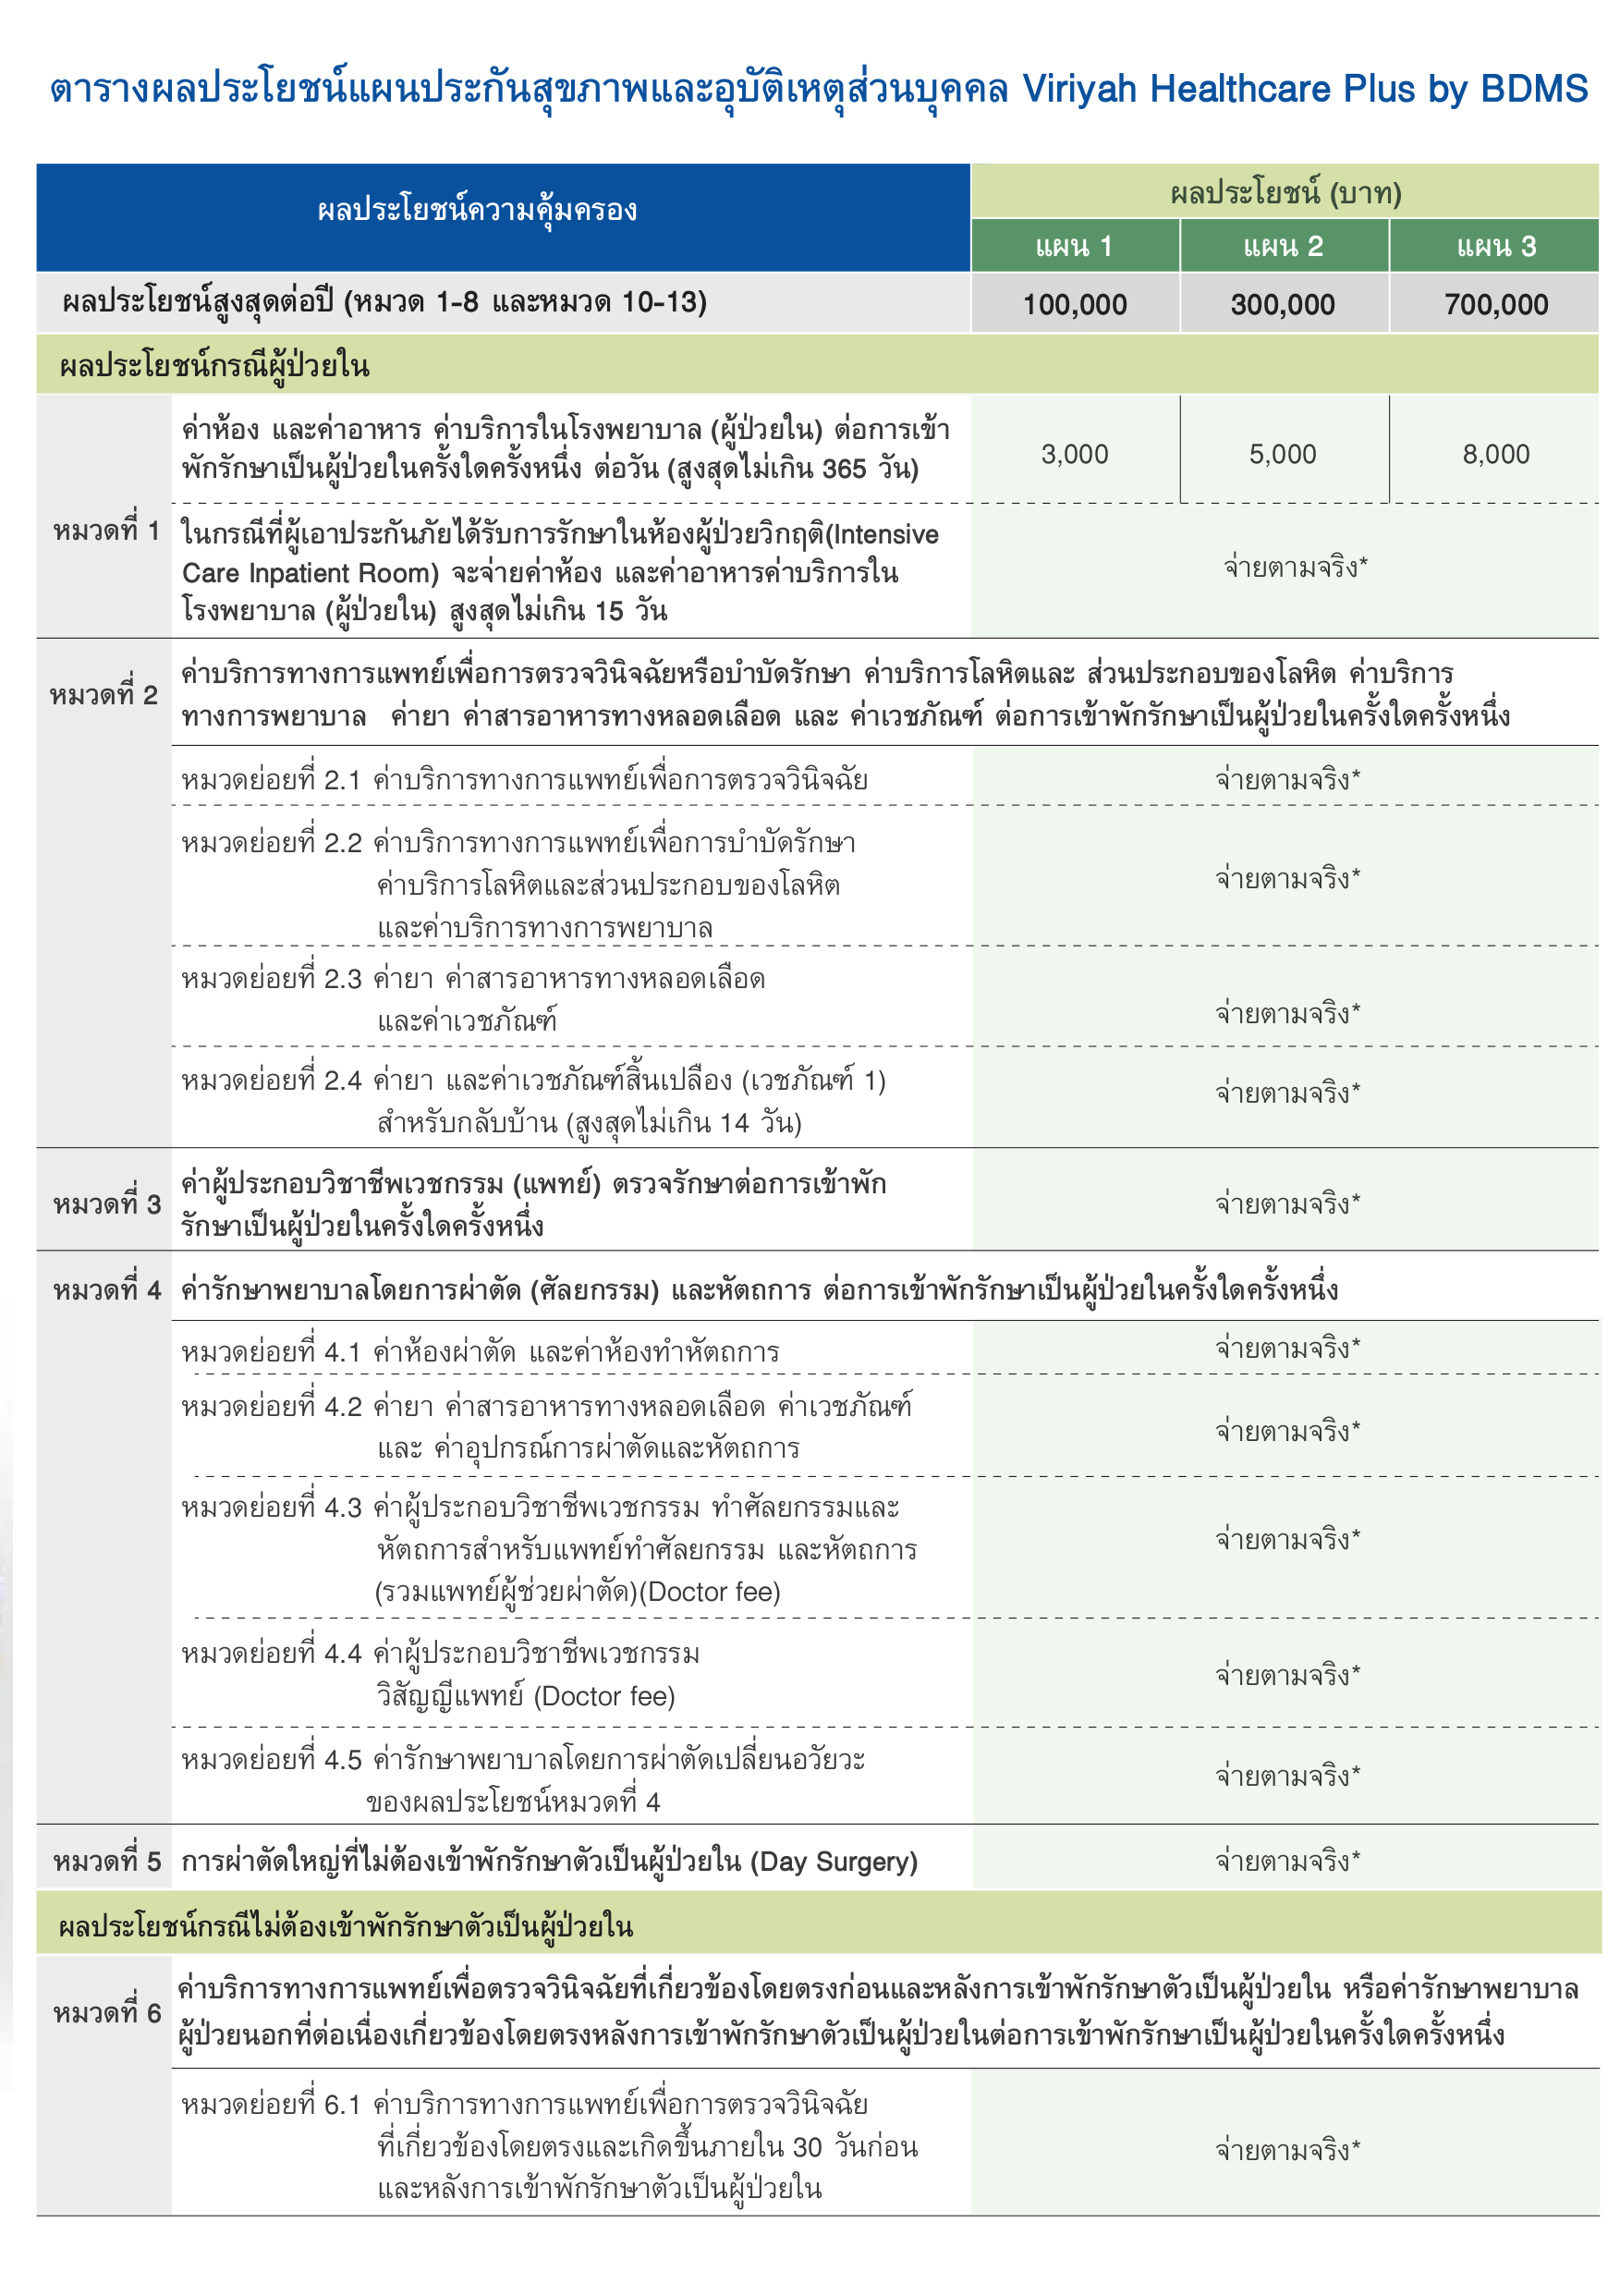 ตารางผลประโยชน์แผนประกันสุขภาพและอุบัติเหตุส่วนบุคคล Viriyah Healthcare Plus by BDMS
ผลประโยชน์ความคุ้มครอง
ผลประโยชน์ (บาท)
แผน 1 แผน 2 แผน 3
ผลประโยชน์สูงสุดต่อปี (หมวด 1-8 และหมวด 10-13) 100,000 300,000 700,000
ผลประโยชน์กรณีผู้ป่วยใน
หมวดที่ 1
ค่าห้อง และค่าอาหาร ค่าบริการในโรงพยาบาล (ผู้ป่วยใน) ต่อการเข้า
พักรักษาเป็นผู้ป่วยในครั้งใดครั้งหนึ่ง ต่อวัน (สูงสุดไม่เกิน 365 วัน)
3,000 5,000 8,000
ในกรณีที่ผู้เอาประกันภัยได้รับการรักษาในห้องผู้ป่วยวิกฤติ(Intensive
Care Inpatient Room) จะจ่ายค่าห้อง และค่าอาหารค่าบริการใน
โรงพยาบาล (ผู้ป่วยใน) สูงสุดไม่เกิน 15 วัน
จ่ายตามจริง*
หมวดที่ 2
ค่าบริการทางการแพทย์เพื่อการตรวจวินิจฉัยหรือบำบัดรักษา ค่าบริการโลหิตและ ส่วนประกอบของโลหิต ค่าบริการ
ทางการพยาบาล ค่ายา ค่าสารอาหารทางหลอดเลือด และ ค่าเวชภัณฑ์ ต่อการเข้าพักรักษาเป็นผู้ป่วยในครั้งใดครั้งหนึ่ง
หมวดย่อยที่ 2.1 ค่าบริการทางการแพทย์เพื่อการตรวจวินิจฉัย
จ่ายตามจริง*
หมวดย่อยที่ 2.2 ค่าบริการทางการแพทย์เพื่อการบำบัดรักษา
ค่าบริการโลหิตและส่วนประกอบของโลหิต
และค่าบริการทางการพยาบาล
จ่ายตามจริง*
หมวดย่อยที่ 2.3 ค่ายา ค่าสารอาหารทางหลอดเลือด
และค่าเวชภัณฑ์
จ่ายตามจริง*
หมวดย่อยที่ 2.4 ค่ายา และค่าเวชภัณฑ์สิ้นเปลือง (เวชภัณฑ์ 1)
สำหรับกลับบ้าน (สูงสุดไม่เกิน 14 วัน)
จ่ายตามจริง*
หมวดที่ 3
ค่าผู้ประกอบวิชาชีพเวชกรรม (แพทย์) ตรวจรักษาต่อการเข้าพัก
รักษาเป็นผู้ป่วยในครั้งใดครั้งหนึ่ง
จ่ายตามจริง*
หมวดที่ 4 ค่ารักษาพยาบาลโดยการผ่าตัด (ศัลยกรรม) และหัตถการ ต่อการเข้าพักรักษาเป็นผู้ป่วยในครั้งใดครั้งหนึ่ง
หมวดย่อยที่ 4.1 ค่าห้องผ่าตัด และค่าห้องทำหัตถการ
จ่ายตามจริง*
หมวดย่อยที่ 4.2 ค่ายา ค่าสารอาหารทางหลอดเลือด ค่าเวชภัณฑ์
และ ค่าอุปกรณ์การผ่าตัดและหัตถการ
จ่ายตามจริง*
หมวดย่อยที่ 4.3 ค่าผู้ประกอบวิชาชีพเวชกรรม ทำศัลยกรรมและ
หัตถการสำหรับแพทย์ทำศัลยกรรม และหัตถการ
(รวมแพทย์ผู้ช่วยผ่าตัด)(Doctor fee)
จ่ายตามจริง*
หมวดย่อยที่ 4.4 ค่าผู้ประกอบวิชาชีพเวชกรรม
วิสัญญีแพทย์ (Doctor fee)
จ่ายตามจริง*
หมวดย่อยที่ 4.5 ค่ารักษาพยาบาลโดยการผ่าตัดเปลี่ยนอวัยวะ
ของผลประโยชน์หมวดที่ 4
จ่ายตามจริง*
หมวดที่ 5 การผ่าตัดใหญ่ที่ไม่ต้องเข้าพักรักษาตัวเป็นผู้ป่วยใน (Day Surgery) จ่ายตามจริง*
ผลประโยชน์กรณีไม่ต้องเข้าพักรักษาตัวเป็นผู้ป่วยใน
หมวดที่ 6
ค่าบริการทางการแพทย์เพื่อตรวจวินิจฉัยที่เกี่ยวข้องโดยตรงก่อนและหลังการเข้าพักรักษาตัวเป็นผู้ป่วยใน หรือค่ารักษาพยาบาล
ผู้ป่วยนอกที่ต่อเนื่องเกี่ยวข้องโดยตรงหลังการเข้าพักรักษาตัวเป็นผู้ป่วยในต่อการเข้าพักรักษาเป็นผู้ป่วยในครั้งใดครั้งหนึ่ง
หมวดย่อยที่ 6.1 ค่าบริการทางการแพทย์เพื่อการตรวจวินิจฉัย
ที่เกี่ยวข้องโดยตรงและเกิดขึ้นภายใน 30 วันก่อน
และหลังการเข้าพักรักษาตัวเป็นผู้ป่วยใน
จ่ายตามจริง*